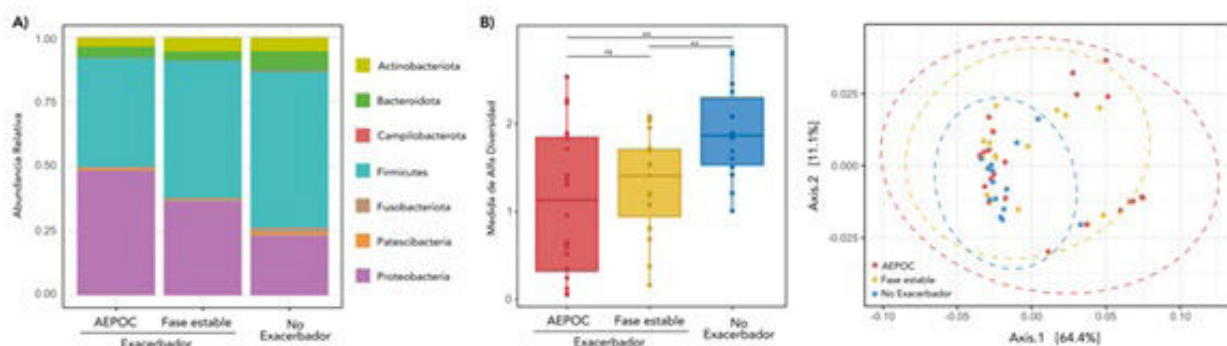 A)
Abundancia Relativa
1.00
0.75
0.50
0.25
0.00
AEPOC
Fase estable
No
Exacerbador
Exacerbador
Actinobacteriota
Bacteroidota
Campilobacterota
Firmicutes
Fusobacteriota
Patescibacteria
Proteobacteria
B)
Medida de Alfa Diversidad
2
1
0
AEPOC
Fase estable
No
Exacerbador
Exacerbador
Axis.2 [11.1%]
0.025
0.000
-0.025
AEPOC
Fase estable
No Exacerbador
-0.10
-0.05
0.00
0.05
0.10
Axis.1 [64.4%]